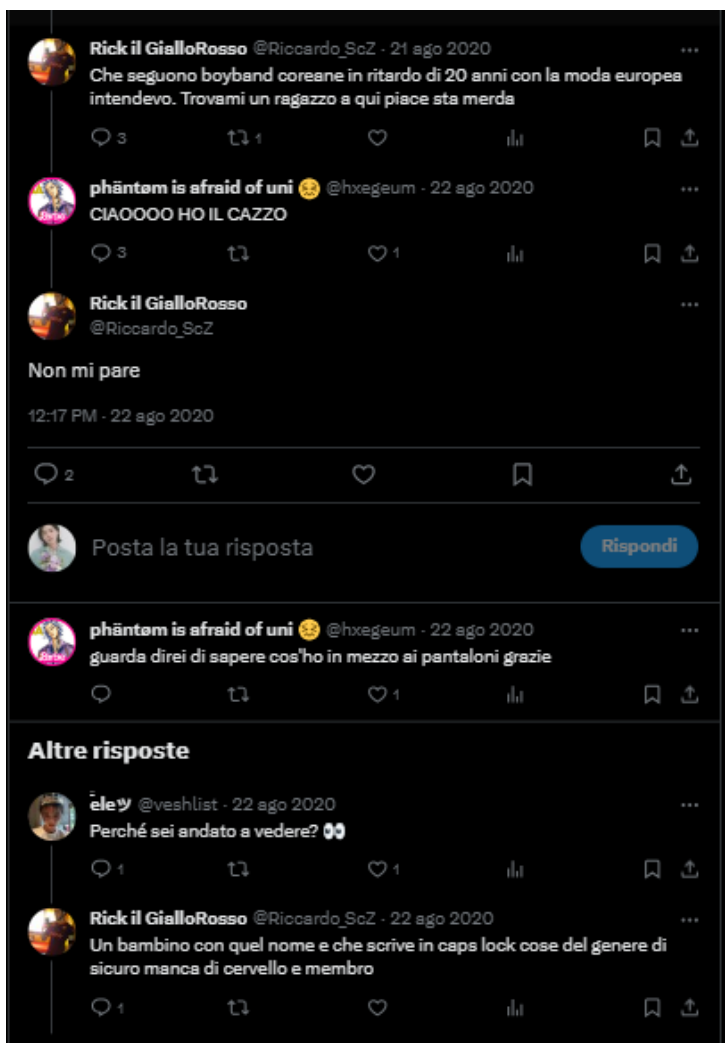 Rick il GialloRosso @Riccardo_ScZ · 21 ago 2020
Che seguono boyband coreane in ritardo di 20 anni con la moda europea
intendevo. Trovami un ragazzo a qui piace sta merda
3 1
phäntøm is afraid of uni 😖 @hxegeum · 22 ago 2020
CIAOOOO HO IL CAZZO
3 1
Rick il GialloRosso
@Riccardo_ScZ
Non mi pare
12:17 PM · 22 ago 2020
2
Posta la tua risposta Rispondi
phäntøm is afraid of uni 😖 @hxegeum · 22 ago 2020
guarda direi di sapere cos'ho in mezzo ai pantaloni grazie
1
Altre risposte
eleツ @veshlist · 22 ago 2020
Perché sei andato a vedere? 👀
1 1
Rick il GialloRosso @Riccardo_ScZ · 22 ago 2020
Un bambino con quel nome e che scrive in caps lock cose del genere di
sicuro manca di cervello e membro
1